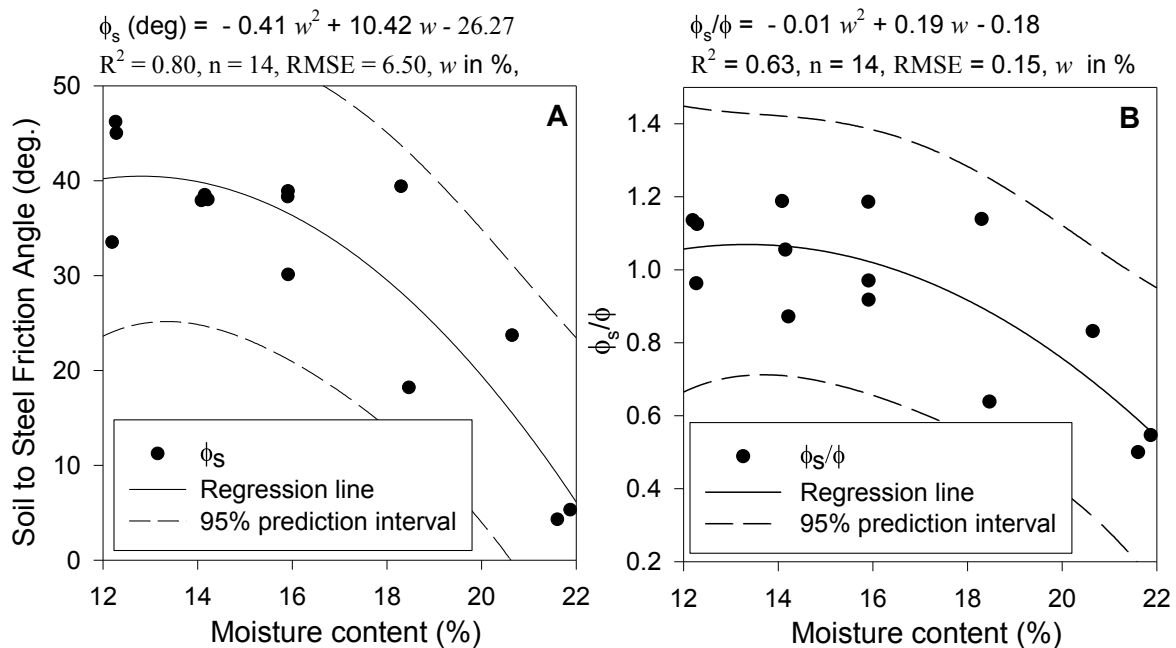 ϕs (deg) = - 0.41 w² + 10.42 w - 26.27
R² = 0.80, n = 14, RMSE = 6.50, w in %,
A
Soil to Steel Friction Angle (deg.)
50
40
30
20
10
0
ϕs
Regression line
95% prediction interval
12 14 16 18 20 22
Moisture content (%)
ϕs/ϕ = - 0.01 w² + 0.19 w - 0.18
R² = 0.63, n = 14, RMSE = 0.15, w in %
B
ϕs/ϕ
1.4
1.2
1.0
0.8
0.6
0.4
0.2
ϕs/ϕ
Regression line
95% prediction interval
12 14 16 18 20 22
Moisture content (%)